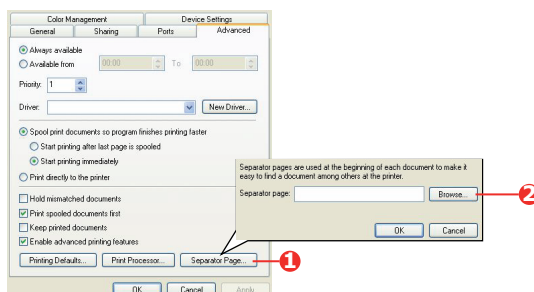 Color Management Device Settings
General Sharing Ports Advanced
Always available
Available from 00:00 To 00:00
Priority: 1
Driver: New Driver...
Spool print documents so program finishes printing faster
Start printing after last page is spooled
Start printing immediately
Print directly to the printer
Hold mismatched documents
Print spooled documents first
Keep printed documents
Enable advanced printing features
Printing Defaults... Print Processor... Separator Page... 1
OK Cancel Apply
Separator pages are used at the beginning of each document to make it
easy to find a document among others at the printer.
Separator page: Browse... 2
OK Cancel